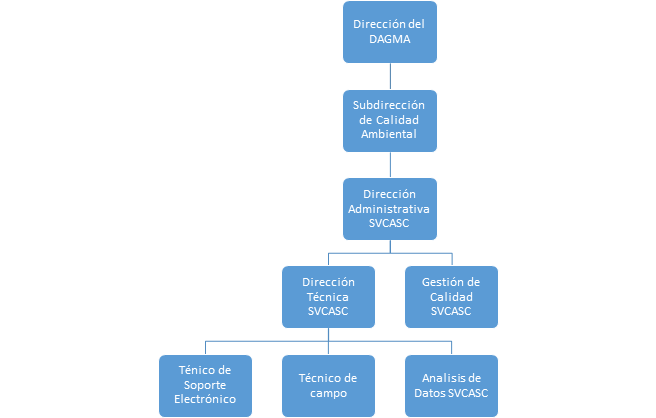 Dirección del
DAGMA
Subdirección
de Calidad
Ambiental
Dirección
Administrativa
SVCASC
Dirección
Técnica
SVCASC
Gestión de
Calidad
SVCASC
Ténico de
Soporte
Electrónico
Técnico de
campo
Analisis de
Datos SVCASC